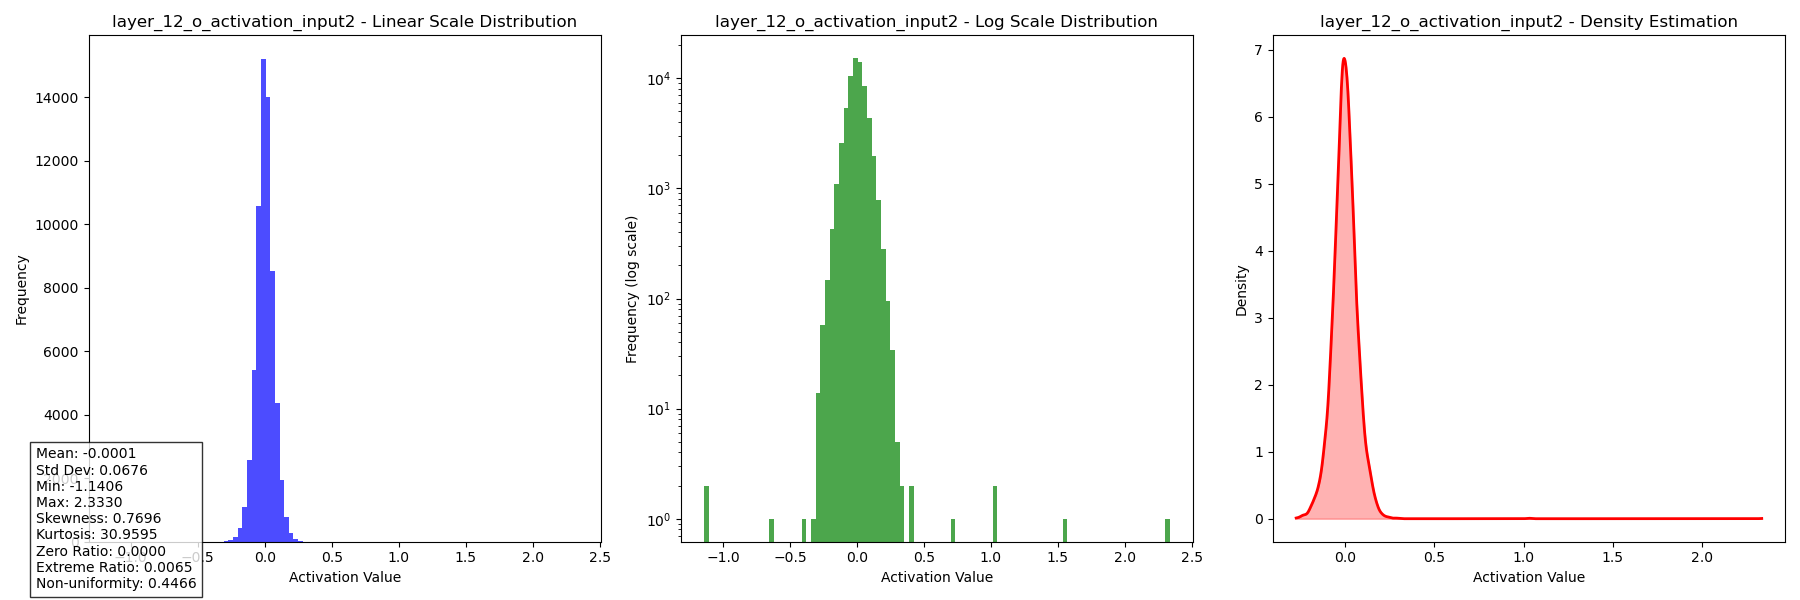 layer_12_o_activation_input2 - Linear Scale Distribution
Frequency
14000
12000
10000
8000
6000
4000
0.0
0.5
1.0
1.5
2.0
2.5
Activation Value
Mean: -0.0001
Std Dev: 0.0676
Min: -1.1406
Max: 2.3330
Skewness: 0.7696
Kurtosis: 30.9595
Zero Ratio: 0.0000
Extreme Ratio: 0.0065
Non-uniformity: 0.4466
layer_12_o_activation_input2 - Log Scale Distribution
Frequency (log scale)
10⁴
10³
10²
10¹
10⁰
−1.0
−0.5
0.0
0.5
1.0
1.5
2.0
2.5
Activation Value
layer_12_o_activation_input2 - Density Estimation
Density
7
6
5
4
3
2
1
0
0.0
0.5
1.0
1.5
2.0
Activation Value